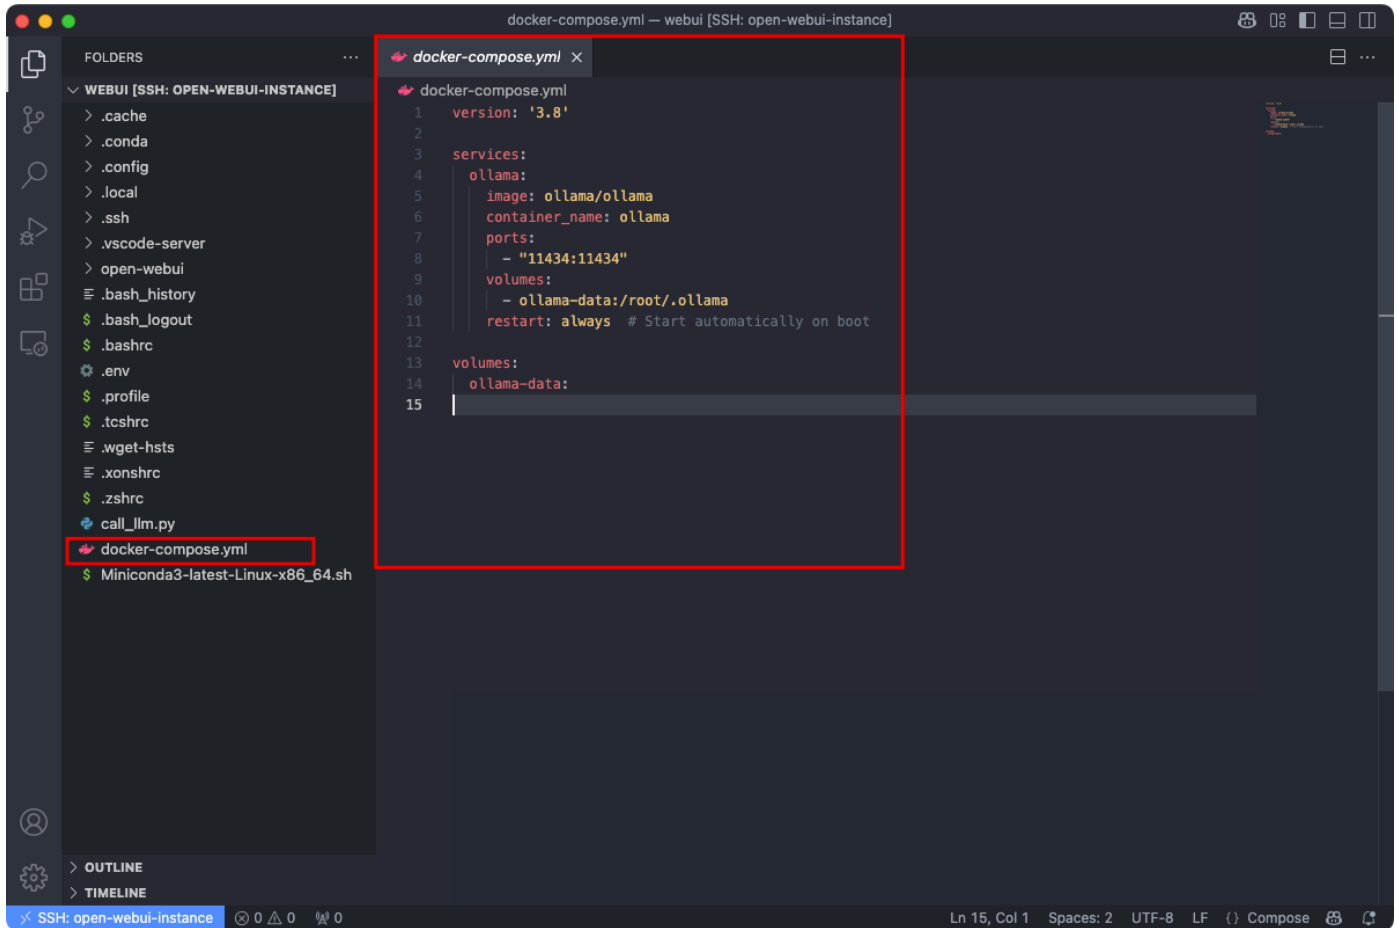 docker-compose.yml — webui [SSH: open-webui-instance]
FOLDERS
WEBUI [SSH: OPEN-WEBUI-INSTANCE]
.cache
.conda
.config
.local
.ssh
.vscode-server
open-webui
.bash_history
$ .bash_logout
$ .bashrc
.env
$ .profile
$ .tcshrc
.wget-hsts
.xonshrc
$ .zshrc
call_llm.py
docker-compose.yml
$ Miniconda3-latest-Linux-x86_64.sh
OUTLINE
TIMELINE
docker-compose.yml
docker-compose.yml
1 version: '3.8'
2
3 services:
4 ollama:
5 image: ollama/ollama
6 container_name: ollama
7 ports:
8 - "11434:11434"
9 volumes:
10 - ollama-data:/root/.ollama
11 restart: always # Start automatically on boot
12
13 volumes:
14 ollama-data:
15
SSH: open-webui-instance 0 0 0 Ln 15, Col 1 Spaces: 2 UTF-8 LF {} Compose